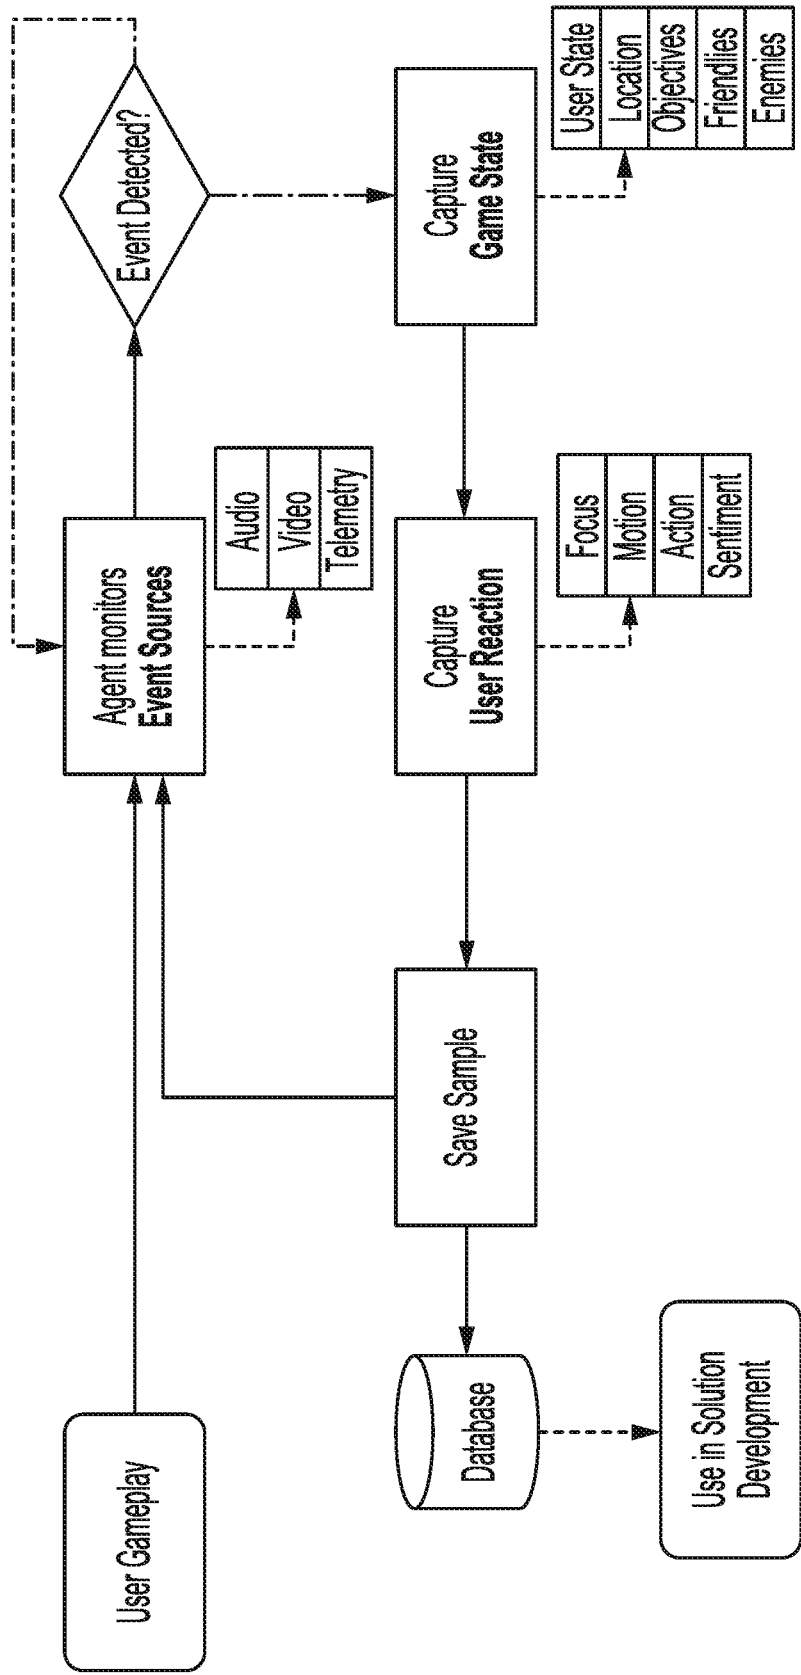 User Gameplay
Agent monitors
Event Sources
Event Detected?
Audio
Video
Telemetry
Database
Save Sample
Capture
User Reaction
Capture
Game State
Use in Solution
Development
Focus
Motion
Action
Sentiment
User State
Location
Objectives
Friendlies
Enemies